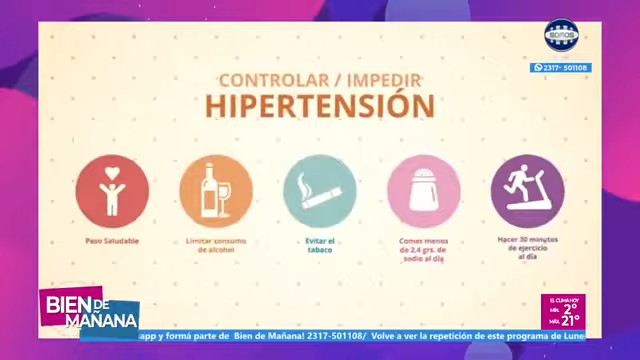 SOMOS
2317- 501108
CONTROLAR / IMPEDIR
HIPERTENSIÓN
Peso Saludable
Limitar consumo
de alcohol
Evitar el
tabaco
Comer menos
de 2,4 grs. de
sodio al día
Hacer 30 minutos
de ejercicio
al día
BIEN DE
MAÑANA
EL CLIMA HOY
MIN. 2°
MÁX. 21°
app y formá parte de Bien de Mañana! 2317-501108/ Volve a ver la repetición de este programa de Lune